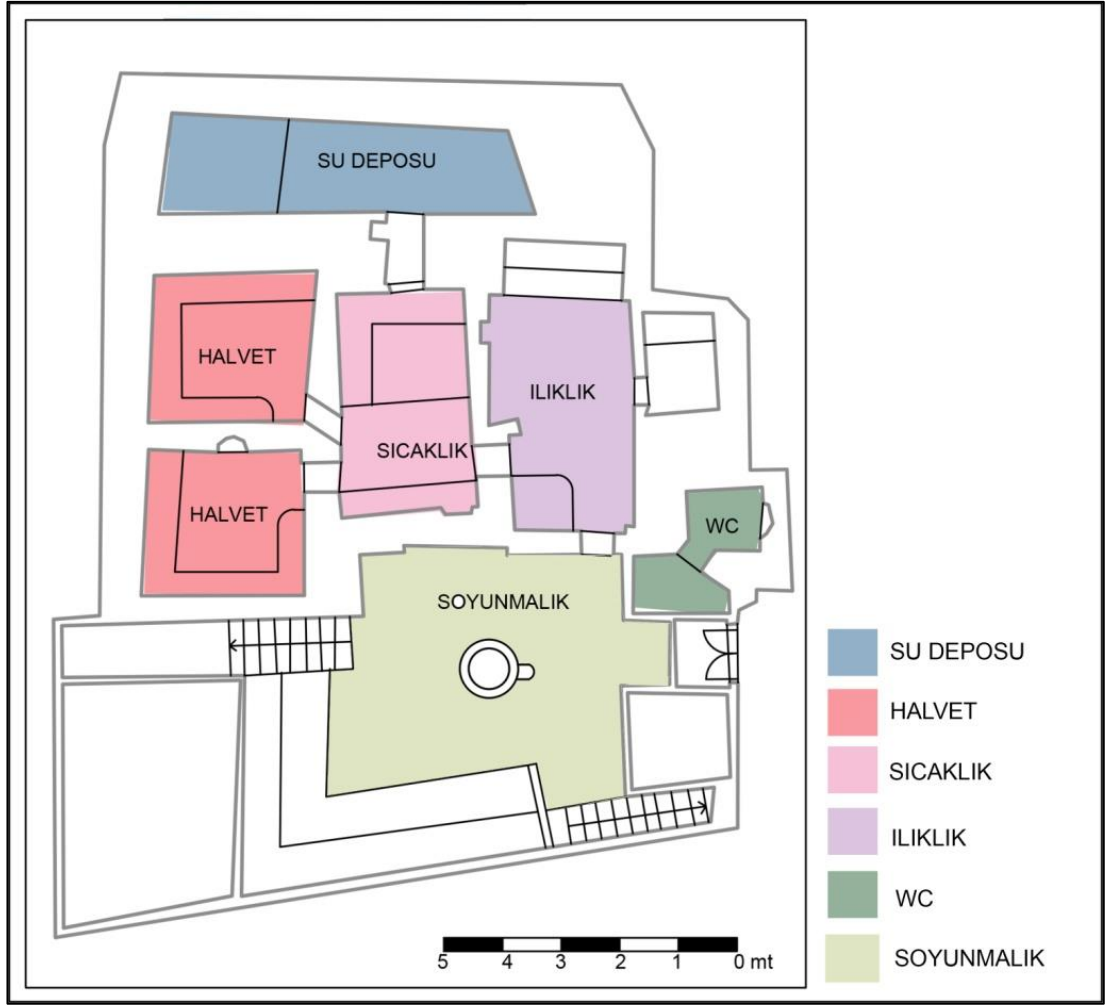 SU DEPOSU
HALVET
ILIKLIK
SICAKLIK
HALVET
WC
SOYUNMALIK
SU DEPOSU
HALVET
SICAKLIK
ILIKLIK
WC
SOYUNMALIK
5 4 3 2 1 0 mt